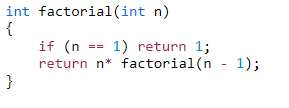 int factorial(int n)
{
    if (n == 1) return 1;
    return n* factorial(n - 1);
}